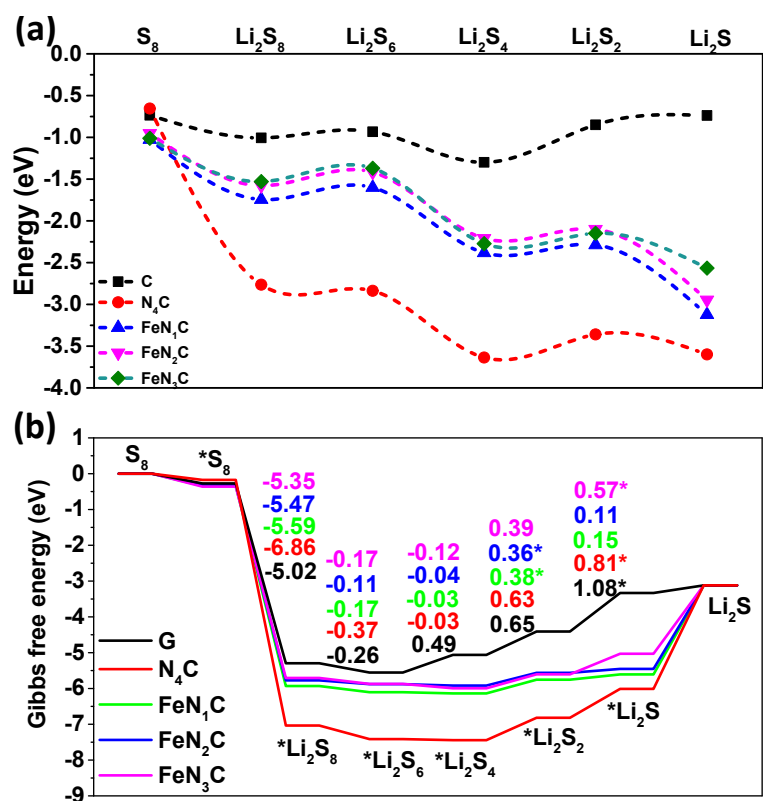 (a)
S₈ Li₂S₈ Li₂S₆ Li₂S₄ Li₂S₂ Li₂S
0.0
-0.5
-1.0
-1.5
-2.0
-2.5
-3.0
-3.5
-4.0
Energy (eV)
C
N₄C
FeN₁C
FeN₂C
FeN₃C
(b)
1
0
-1
-2
-3
-4
-5
-6
-7
-8
-9
Gibbs free energy (eV)
S₈
*S₈
-5.35
-5.47
-5.59
-6.86
-5.02
-0.17
-0.11
-0.17
-0.37
-0.26
-0.12
-0.04
-0.03
-0.03
0.49
0.39
0.36*
0.38*
0.63
0.65
0.57*
0.11
0.15
0.81*
1.08*
Li₂S
*Li₂S₈
*Li₂S₆
*Li₂S₄
*Li₂S₂
*Li₂S
G
N₄C
FeN₁C
FeN₂C
FeN₃C